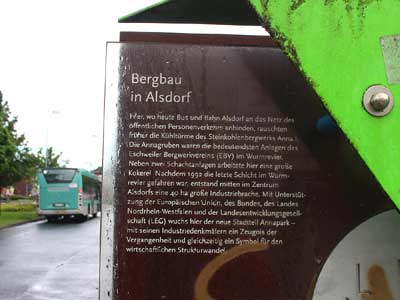 Bergbau
in Alsdorf
Hier, wo heute Bus und Bahn Alsdorf an das Netz des
öffentlichen Personenverkehr anbinden, rauschten
früher die Kühltürme des Steinkohlenbergwerks Anna I.
Die Annagruben waren die bedeutendsten Anlagen des
Eschweiler Bergwerkvereins (EBV) im Wurmrevier.
Neben zwei Schachtanlagen arbeitete hier eine große
Kokerei. Nachdem 1992 die letzte Schicht im Wurm-
revier gefahren war, entstand mitten im Zentrum
Alsdorfs eine 40 ha große Industriebrache. Mit Unterstüt-
zung der Europäischen Union, des Bundes, des Landes
Nordrhein-Westfalen und der Landesentwicklungsgesell-
schaft (LEG) wuchs hier der neue Stadtteil Annapark –
mit seinen Industriedenkmälern ein Zeugnis der
Vergangenheit und gleichzeitig ein Symbol für den
wirtschaftlichen Strukturwandel.